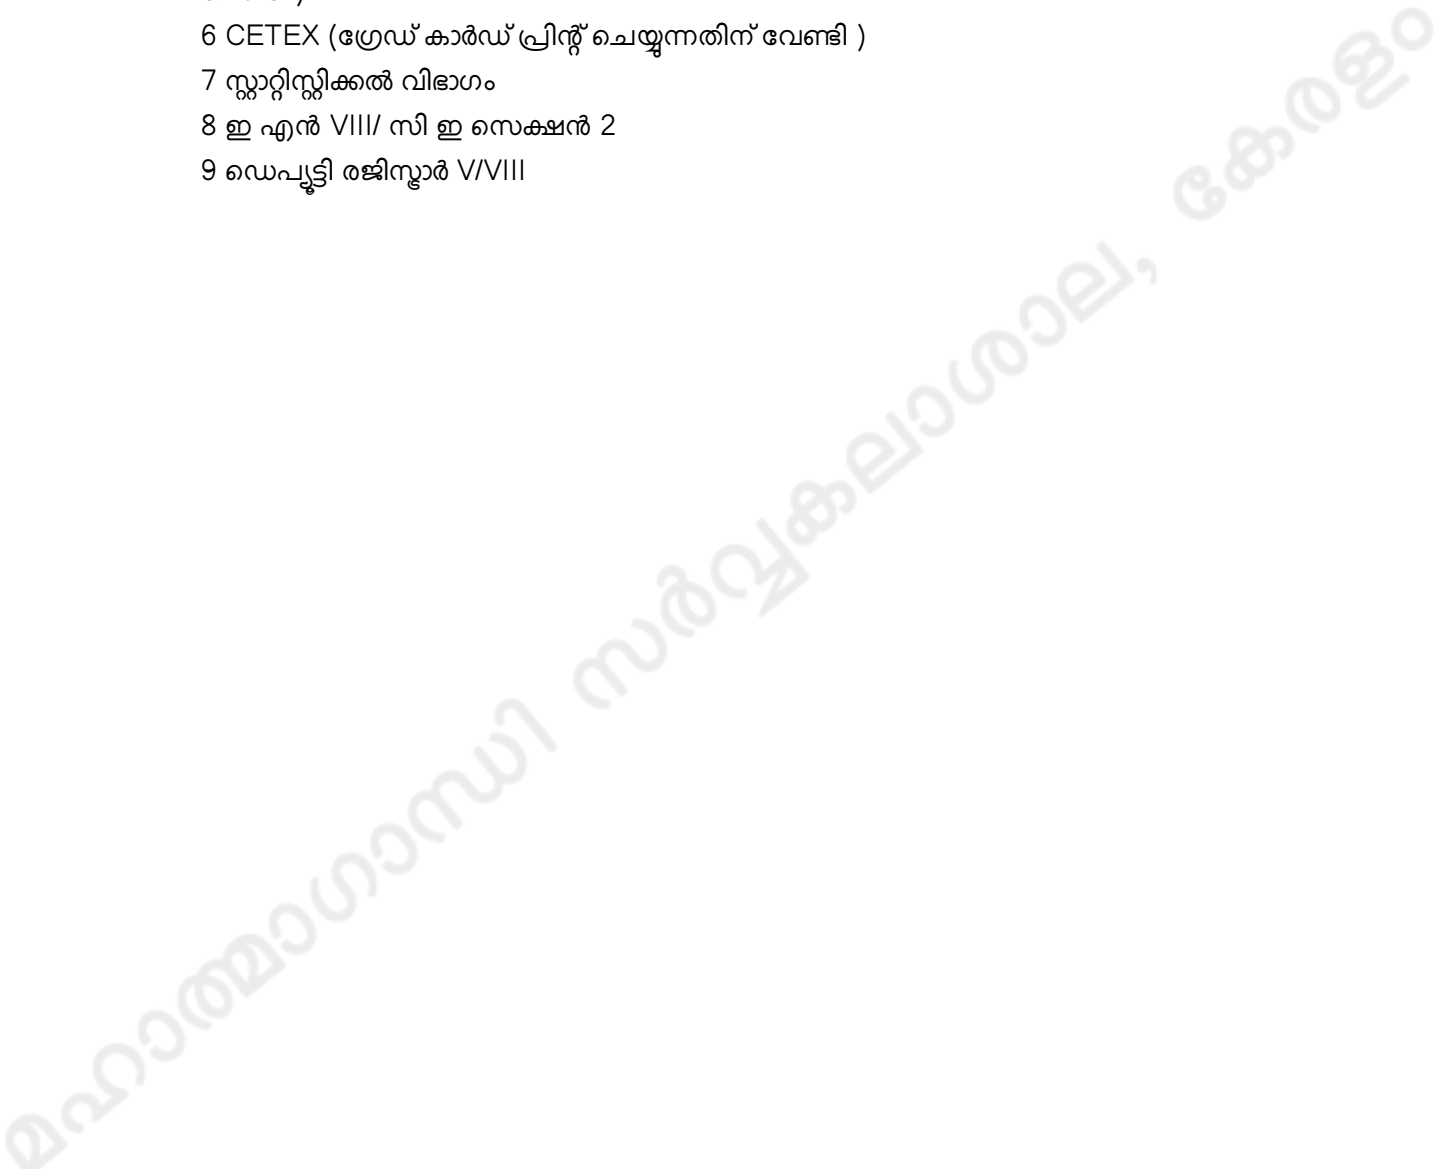 6 CETEX (ഗ്രേഡ് കാർഡ് പ്രിന്റ് ചെയ്യുന്നതിന് വേണ്ടി )
7 സ്റ്റാറ്റിസ്റ്റിക്കൽ വിഭാഗം
8 ഇ എൻ VIII/ സി ഇ സെക്ഷൻ 2
9 ഡെപ്യൂട്ടി രജിസ്ട്രാർ V/VIII
മഹാത്മാഗാന്ധി സർവ്വകലാശാല, കേരളം